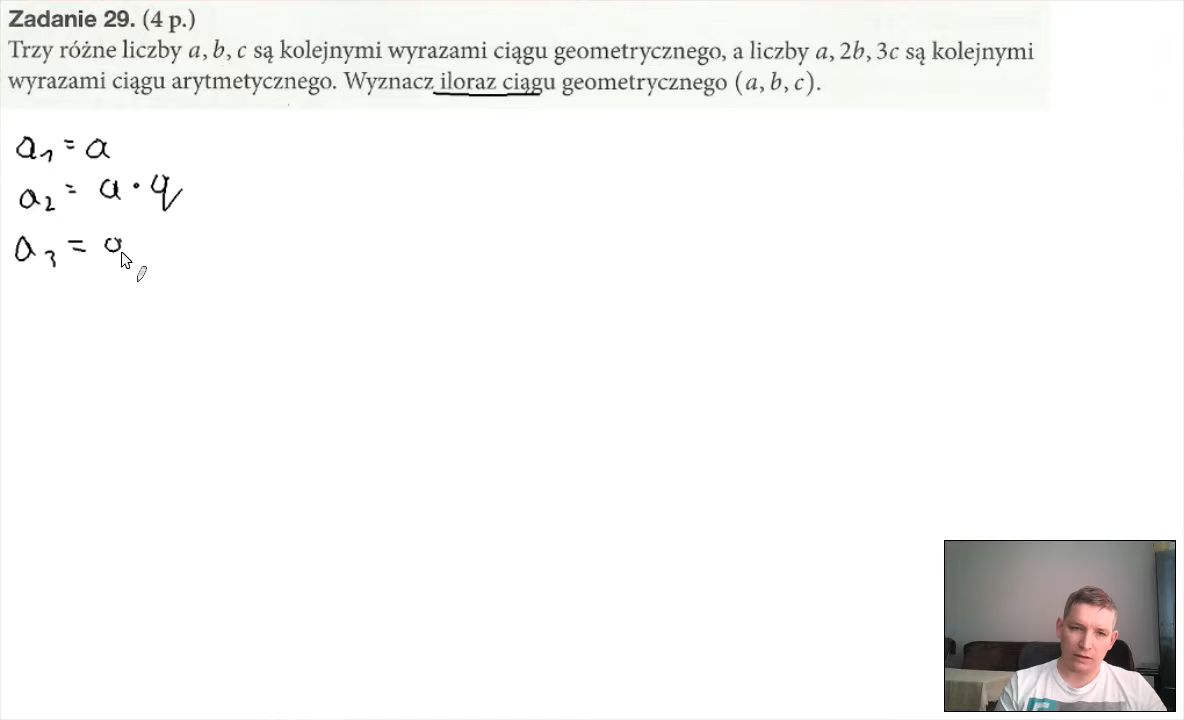 Zadanie 29. (4 p.)
Trzy różne liczby a, b, c są kolejnymi wyrazami ciągu geometrycznego, a liczby a, 2b, 3c są kolejnymi
wyrazami ciągu arytmetycznego. Wyznacz iloraz ciągu geometrycznego (a, b, c).
a₁ = a
a₂ = a · q
a₃ = a